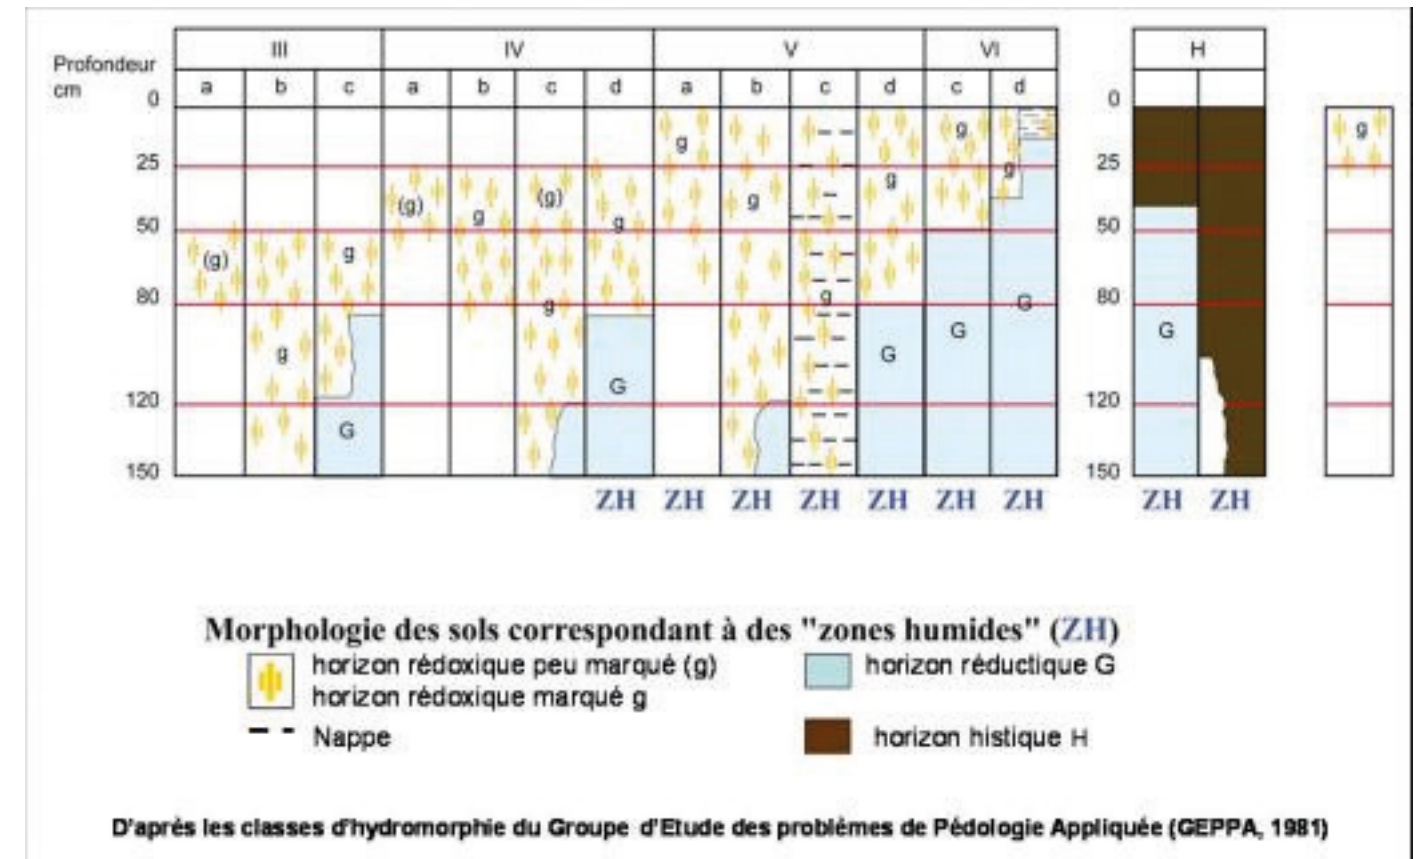 III IV V VI H
Profondeur
cm
a b c a b c d a b c d c d
0 0
g g g
25 25
(g) g (g) g g g g
50 50
(g) g
80 g g G 80
g G G G
120 G 120
G
150 150
ZH ZH ZH ZH ZH ZH ZH ZH ZH
Morphologie des sols correspondant à des "zones humides" (ZH)
horizon rédoxique peu marqué (g) horizon réductique G
horizon rédoxique marqué g
Nappe horizon histique H
D'aprés les classes d'hydromorphie du Groupe d'Etude des problémes de Pédologie Appliquée (GEPPA, 1981)